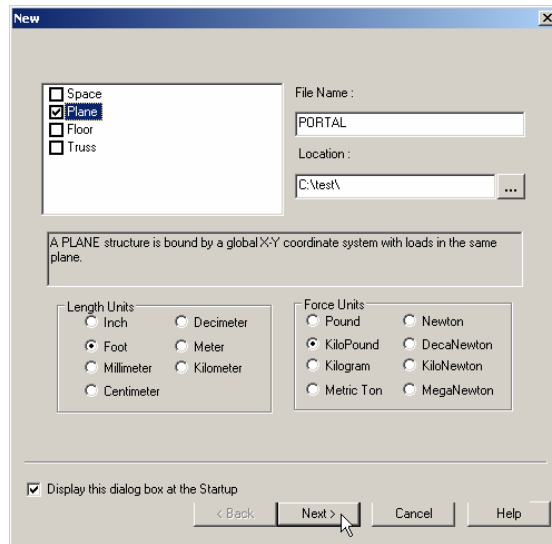 New
Space
Plane
Floor
Truss
File Name :
PORTAL
Location :
C:\test\
...
A PLANE structure is bound by a global X-Y coordinate system with loads in the same
plane.
Length Units
Inch
Decimeter
Foot
Meter
Millimeter
Kilometer
Centimeter
Force Units
Pound
Newton
KiloPound
DecaNewton
Kilogram
KiloNewton
Metric Ton
MegaNewton
Display this dialog box at the Startup
< Back
Next >
Cancel
Help